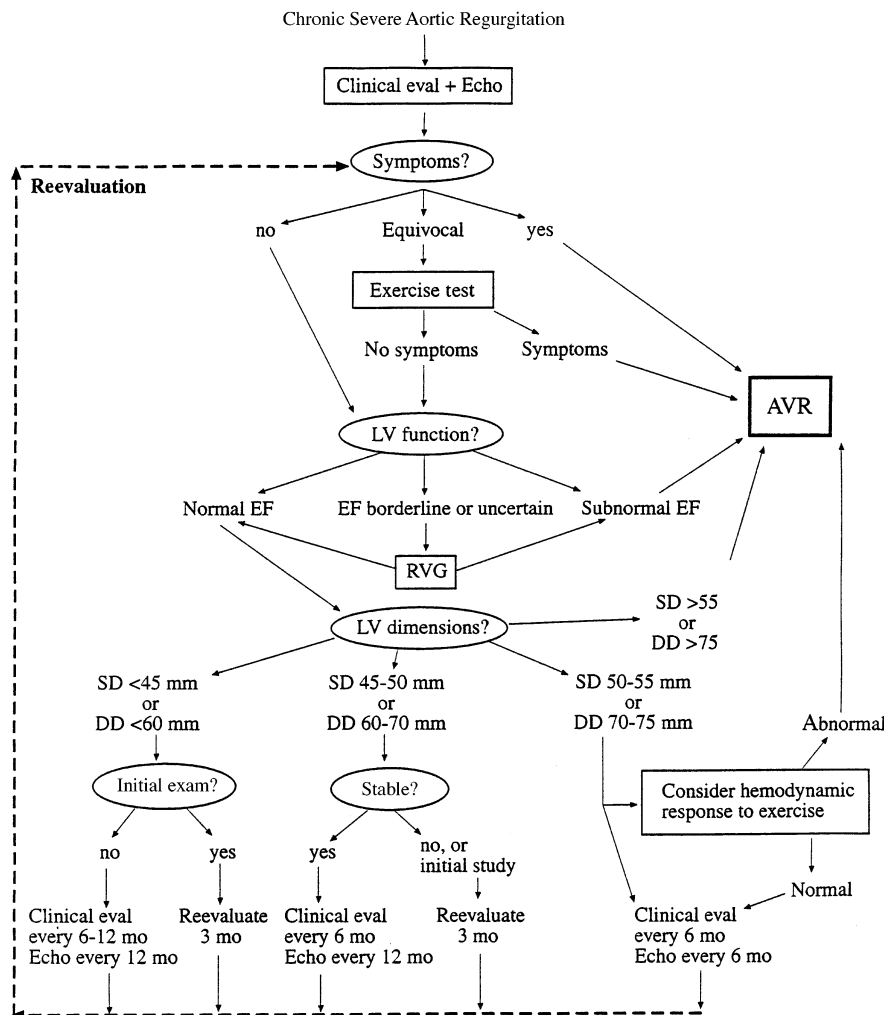 Chronic Severe Aortic Regurgitation
Clinical eval + Echo
Symptoms?
Reevaluation
no
Equivocal
yes
Exercise test
No symptoms
Symptoms
AVR
LV function?
Normal EF
EF borderline or uncertain
Subnormal EF
RVG
SD >55
or
DD >75
LV dimensions?
SD <45 mm
or
DD <60 mm
SD 45-50 mm
or
DD 60-70 mm
SD 50-55 mm
or
DD 70-75 mm
Abnormal
Initial exam?
Stable?
Consider hemodynamic
response to exercise
no
yes
yes
no, or
initial study
Normal
Clinical eval
every 6-12 mo
Echo every 12 mo
Reevaluate
3 mo
Clinical eval
every 6 mo
Echo every 12 mo
Reevaluate
3 mo
Clinical eval
every 6 mo
Echo every 6 mo